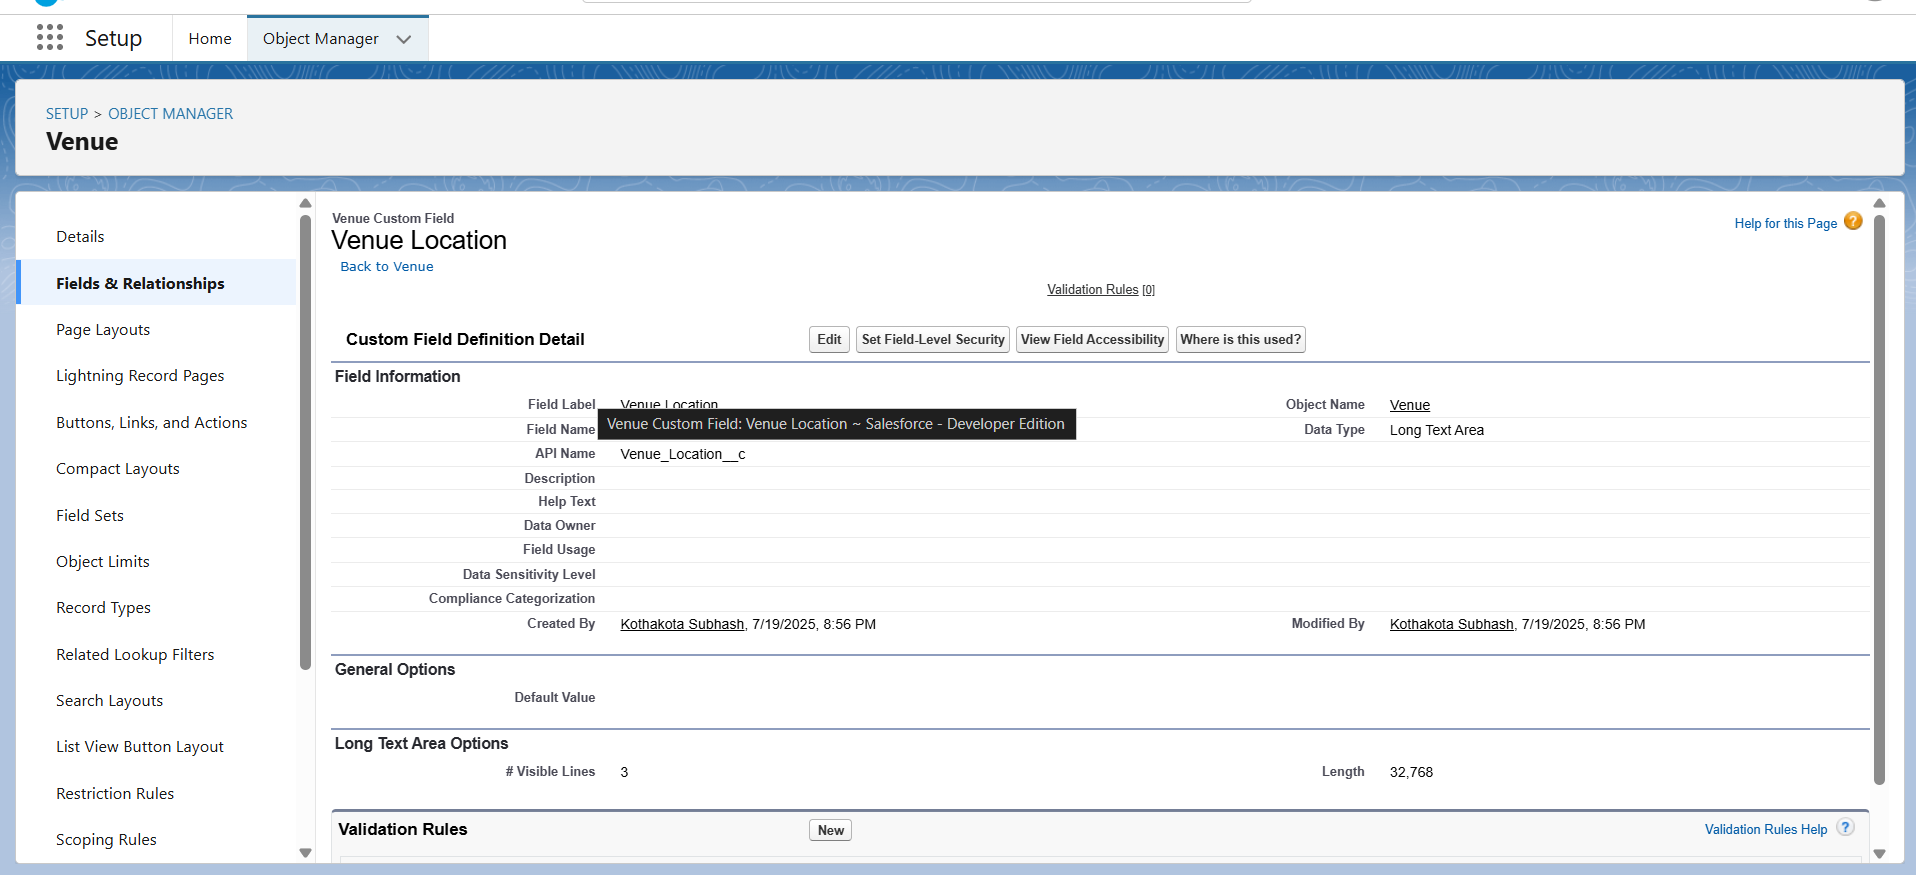 Setup
Home
Object Manager
SETUP > OBJECT MANAGER
Venue
Details
Fields & Relationships
Page Layouts
Lightning Record Pages
Buttons, Links, and Actions
Compact Layouts
Field Sets
Object Limits
Record Types
Related Lookup Filters
Search Layouts
List View Button Layout
Restriction Rules
Scoping Rules
Venue Custom Field
Venue Location
Back to Venue
Help for this Page ?
Validation Rules [0]
Custom Field Definition Detail Edit Set Field-Level Security View Field Accessibility Where is this used?
Field Information
Field Label Venue Location Object Name Venue
Venue Custom Field: Venue Location ~ Salesforce - Developer Edition
Field Name Data Type Long Text Area
API Name Venue_Location__c
Description
Help Text
Data Owner
Field Usage
Data Sensitivity Level
Compliance Categorization
Created By Kothakota Subhash, 7/19/2025, 8:56 PM Modified By Kothakota Subhash, 7/19/2025, 8:56 PM
General Options
Default Value
Long Text Area Options
# Visible Lines 3 Length 32,768
Validation Rules New Validation Rules Help ?